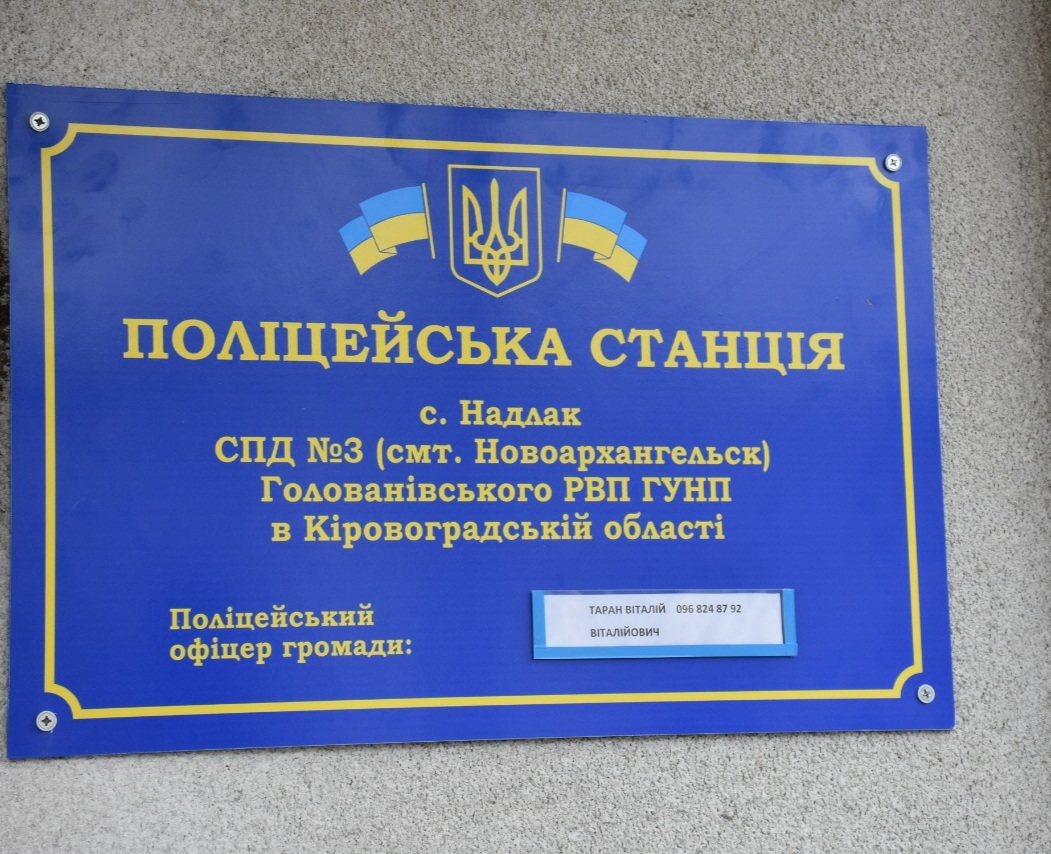 ПОЛІЦЕЙСЬКА СТАНЦІЯ
с. Надлак
СПД №3 (смт. Новоархангельск)
Голованівського РВП ГУНП
в Кіровоградській області
Поліцейський
офіцер громади:
ТАРАН ВІТАЛІЙ 096 824 87 92
ВІТАЛІЙОВИЧ